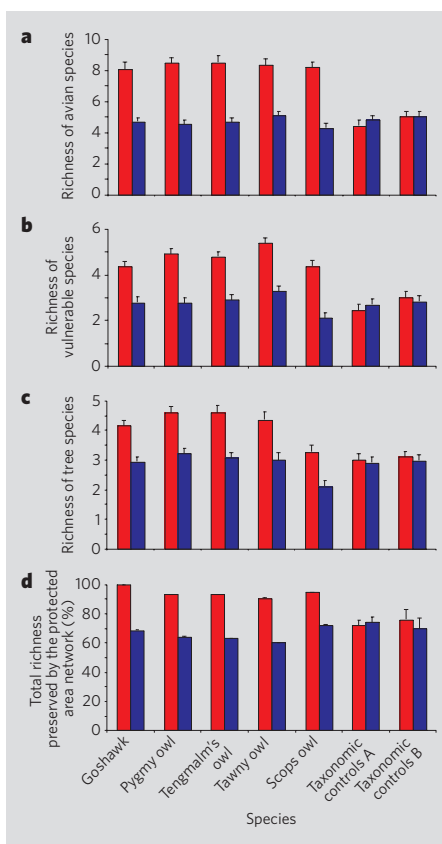 a
Richness of avian species
10
8
6
4
2
0
b
Richness of
vulnerable species
6
4
2
0
c
Richness of tree species
5
4
3
2
1
0
d
Total richness
preserved by the protected
area network (%)
100
80
60
40
20
0
Goshawk
Pygmy owl
Tengmalm's
owl
Tawny owl
Scops owl
Taxonomic
controls A
Taxonomic
controls B
Species